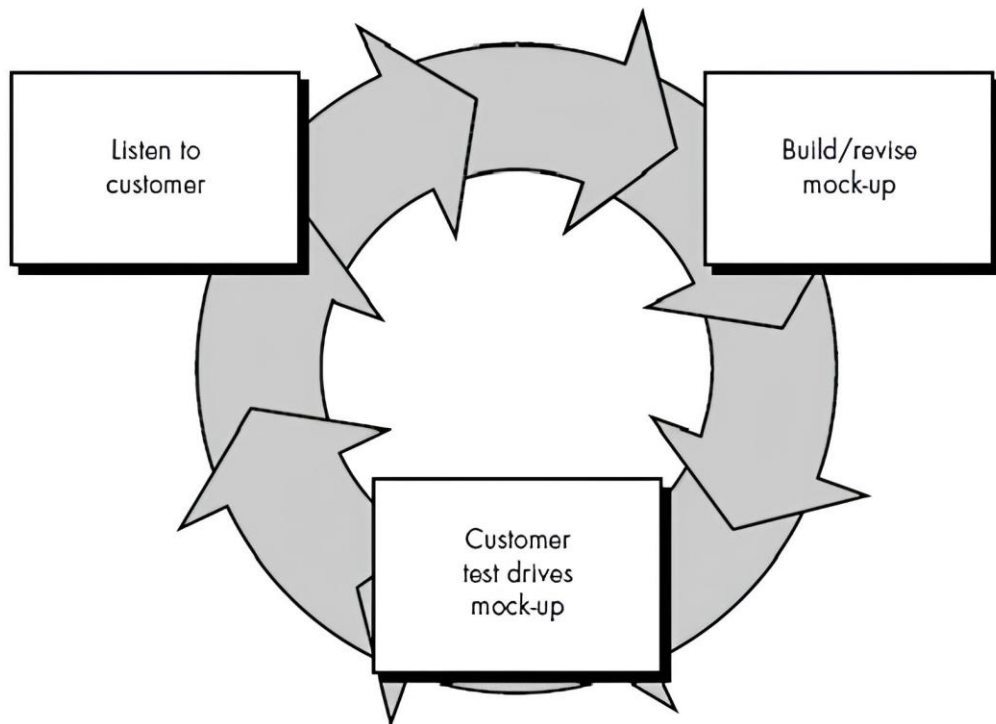 Listen to
customer
Build/revise
mock-up
Customer
test drives
mock-up